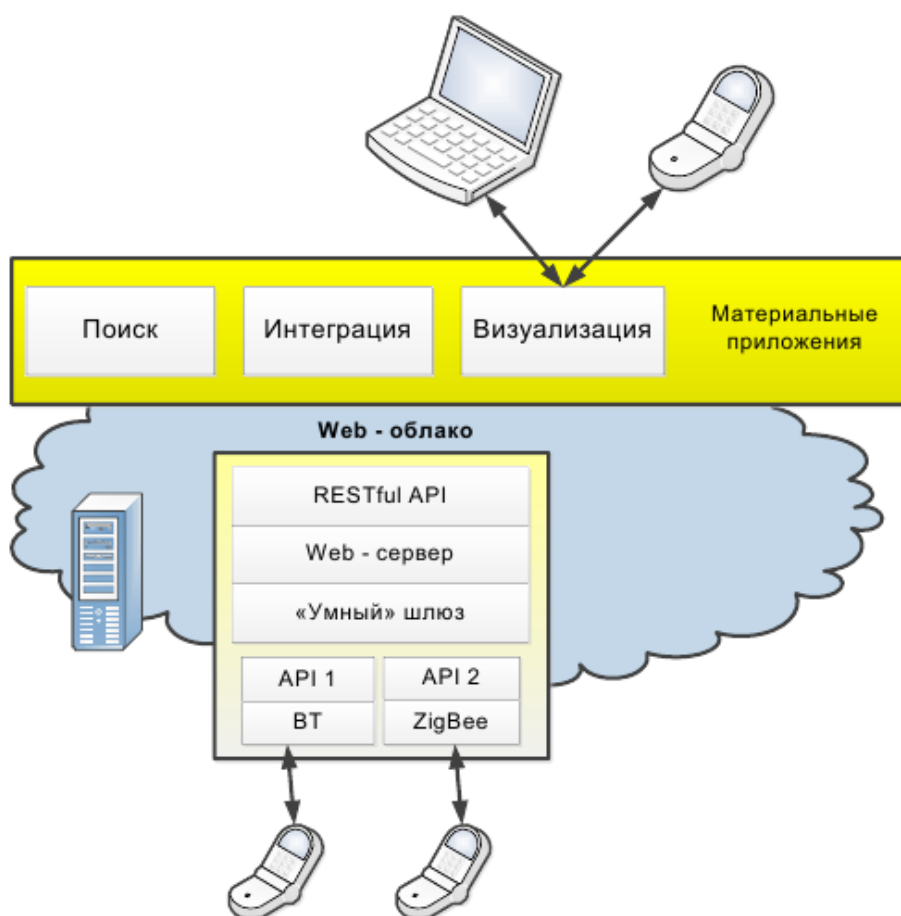 Поиск
Интеграция
Визуализация
Материальные
приложения
Web - облако
RESTful API
Web - сервер
«Умный» шлюз
API 1
API 2
BT
ZigBee